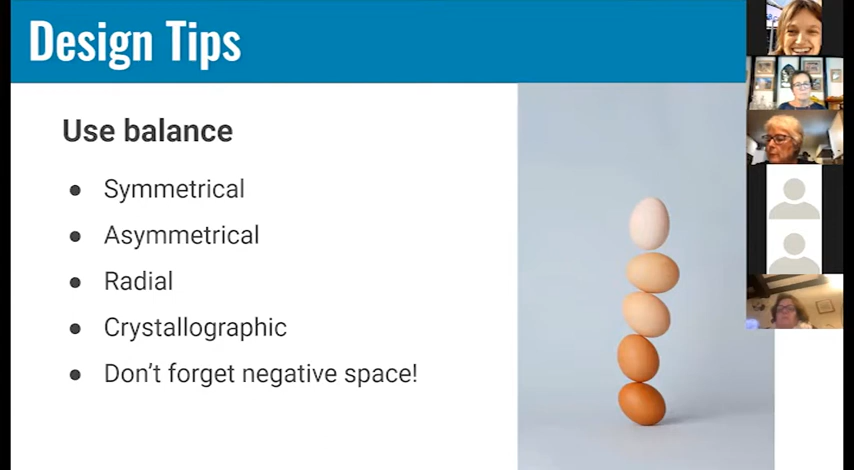 Design Tips
Use balance
● Symmetrical
● Asymmetrical
● Radial
● Crystallographic
● Don’t forget negative space!